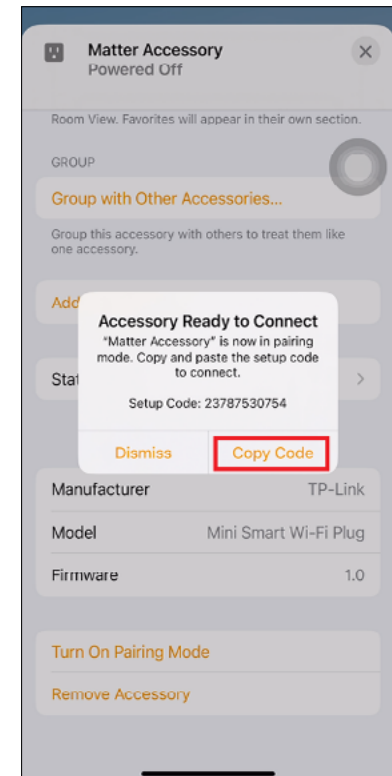 Matter Accessory
Powered Off
Room View. Favorites will appear in their own section.
GROUP
Group with Other Accessories...
Group this accessory with others to treat them like
one accessory.
Add
Accessory Ready to Connect
"Matter Accessory" is now in pairing
mode. Copy and paste the setup code
to connect.
Stat
Setup Code: 23787530754
Dismiss
Copy Code
Manufacturer TP-Link
Model Mini Smart Wi-Fi Plug
Firmware 1.0
Turn On Pairing Mode
Remove Accessory